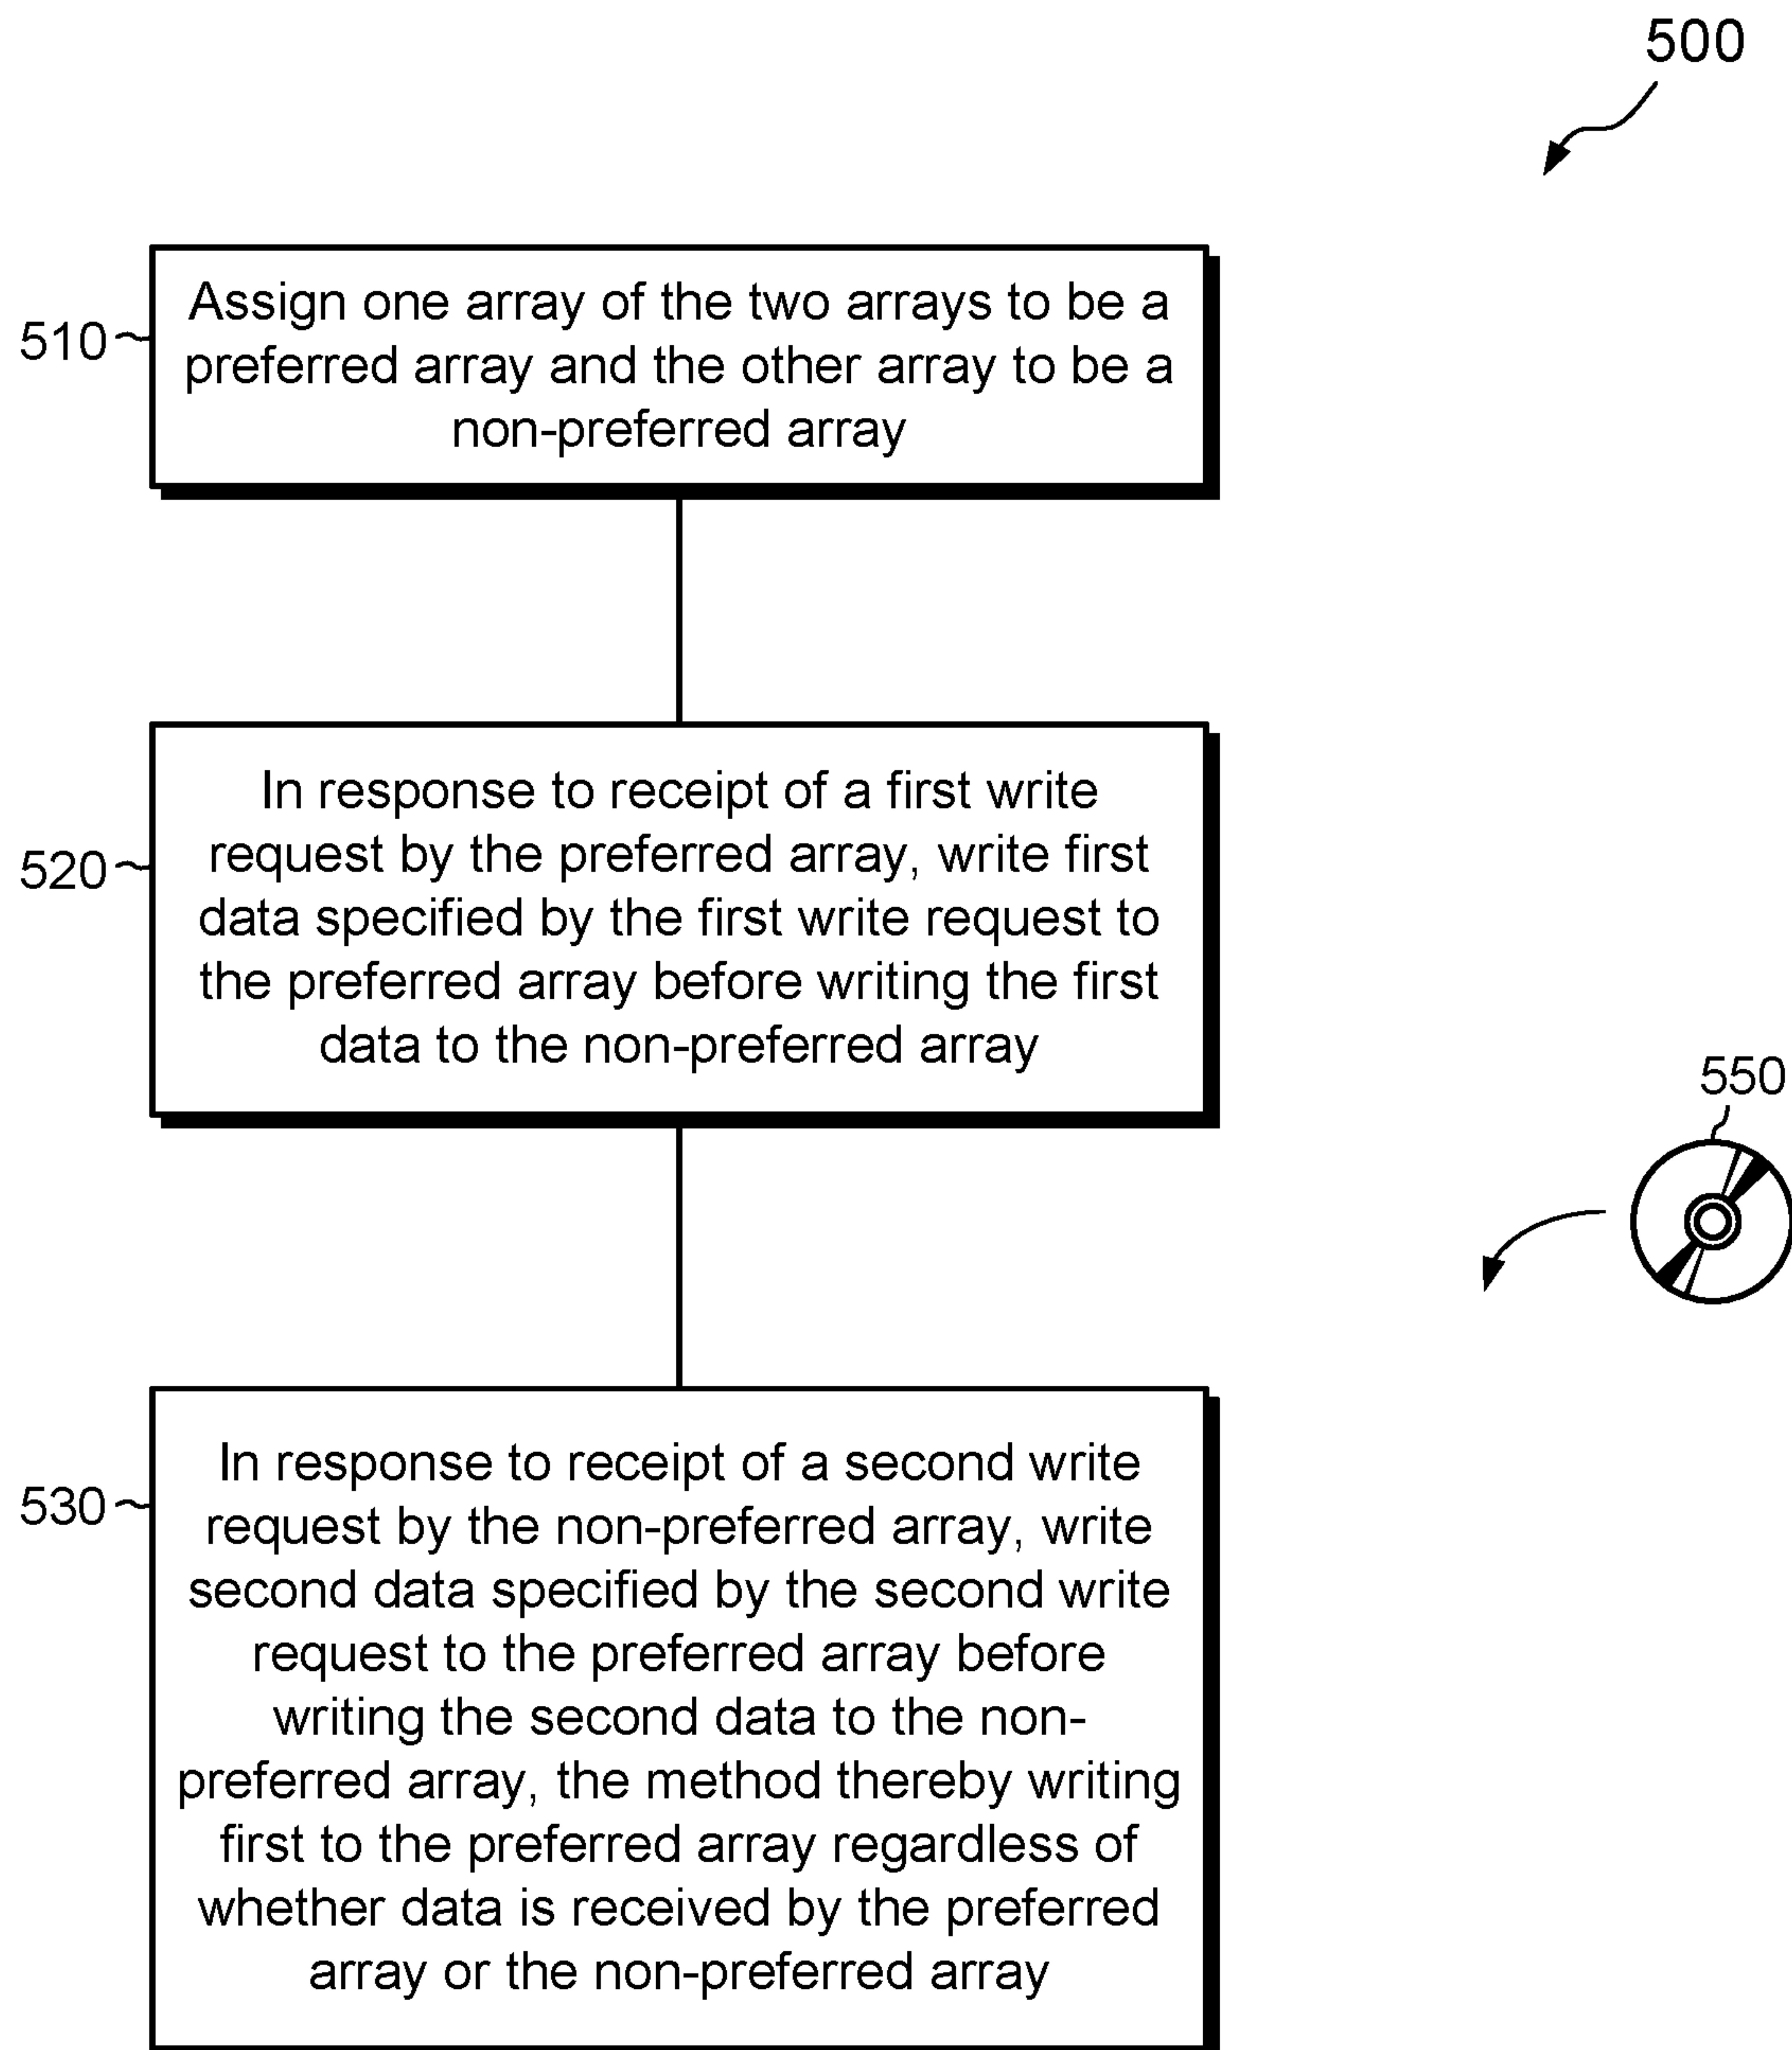 500
510
Assign one array of the two arrays to be a
preferred array and the other array to be a
non-preferred array
520
In response to receipt of a first write
request by the preferred array, write first
data specified by the first write request to
the preferred array before writing the first
data to the non-preferred array
550
530
In response to receipt of a second write
request by the non-preferred array, write
second data specified by the second write
request to the preferred array before
writing the second data to the non-
preferred array, the method thereby writing
first to the preferred array regardless of
whether data is received by the preferred
array or the non-preferred array